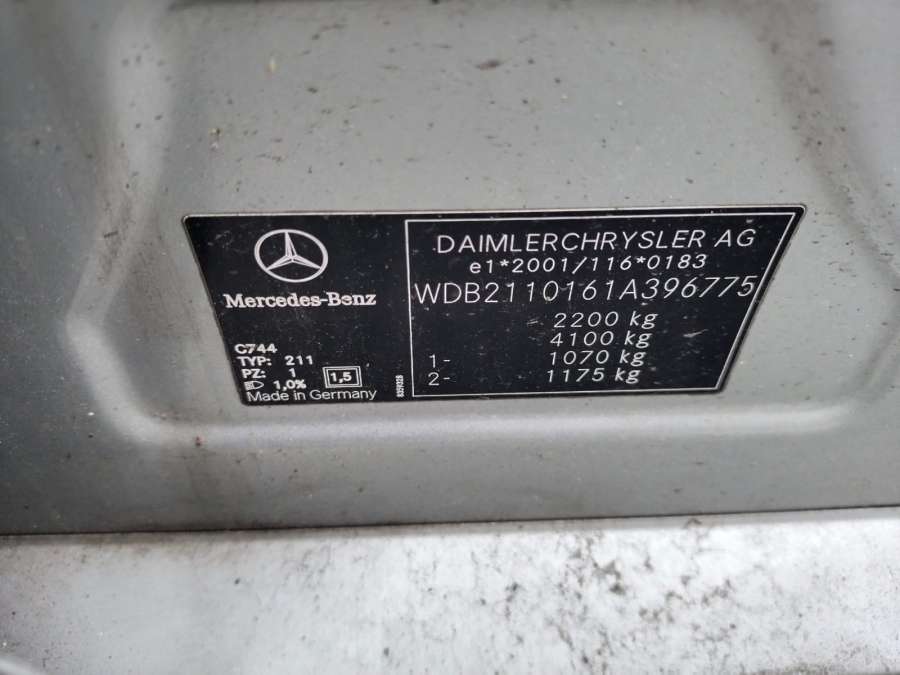 Mercedes-Benz
C744
TYP: 211
PZ: 1
1,0%
1,5
Made in Germany
DAIMLERCHRYSLER AG
e1*2001/116*0183
WDB2110161A396775
2200 kg
4100 kg
1- 1070 kg
2- 1175 kg